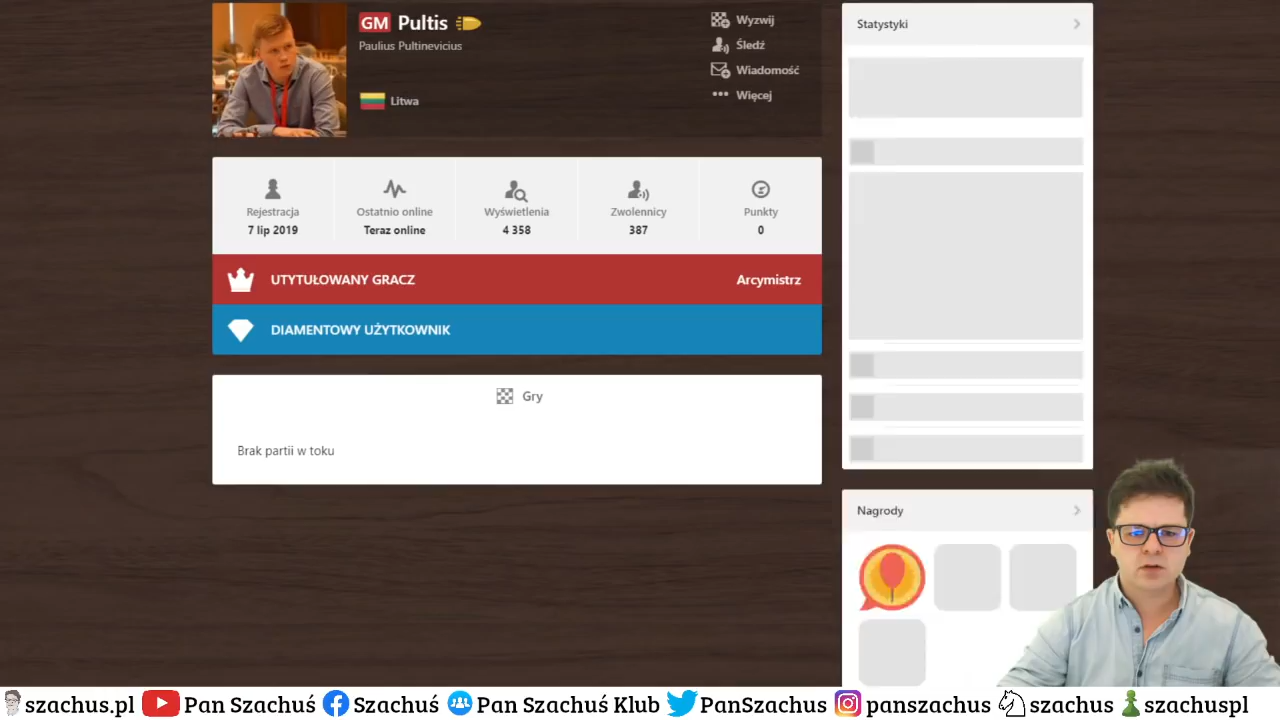 GM Pultis
Paulius Pultinevicius
Litwa
Wyzwij
Śledź
Wiadomość
Więcej
Rejestracja
7 lip 2019
Ostatnio online
Teraz online
Wyświetlenia
4 358
Zwolennicy
387
Punkty
0
UTYTUŁOWANY GRACZ
Arcymistrz
DIAMENTOWY UŻYTKOWNIK
Gry
Brak partii w toku
Statystyki
Nagrody
szachus.pl Pan Szachuś Szachuś Pan Szachuś Klub PanSzachus panszachus szachus szachuspl